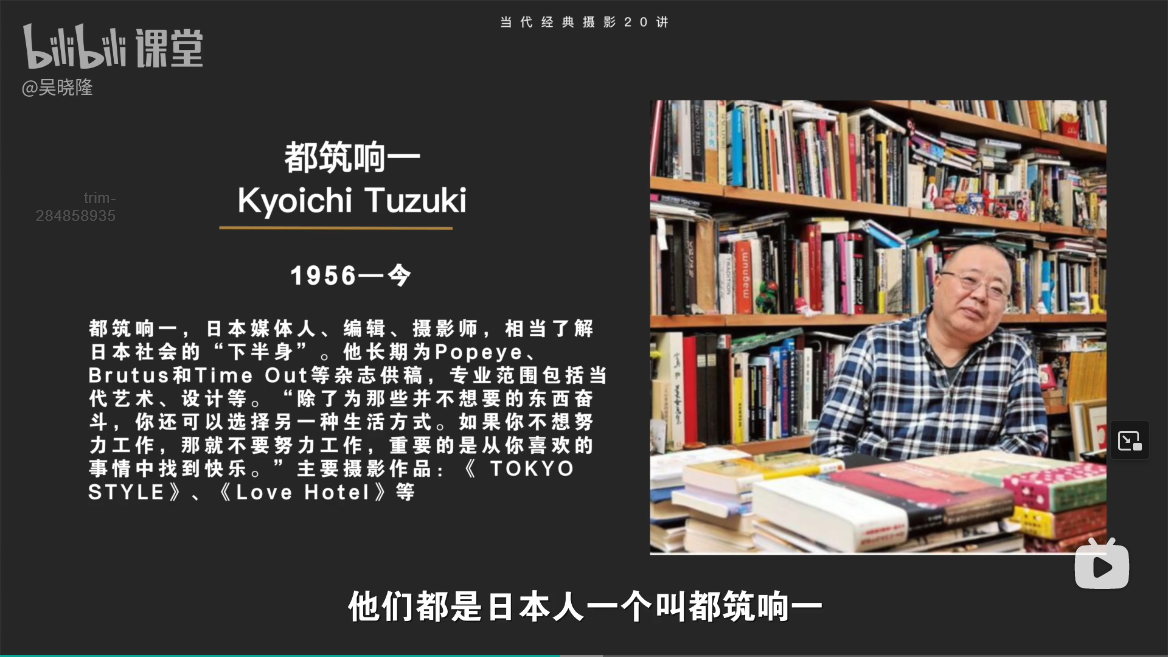 当代经典摄影20讲
bilibili 课堂
@吴晓隆
都筑响一
Kyoichi Tuzuki
trim-
284858935
1956—今
都筑响一，日本媒体人、编辑、摄影师，相当了解
日本社会的“下半身”。他长期为Popeye、
Brutus和Time Out等杂志供稿，专业范围包括当
代艺术、设计等。“除了为那些并不想要的东西奋
斗，你还可以选择另一种生活方式。如果你不想努
力工作，那就不要努力工作，重要的是从你喜欢的
事情中找到快乐。”主要摄影作品：《 TOKYO
STYLE》、《Love Hotel》等
magnum
他们都是日本人一个叫都筑响一